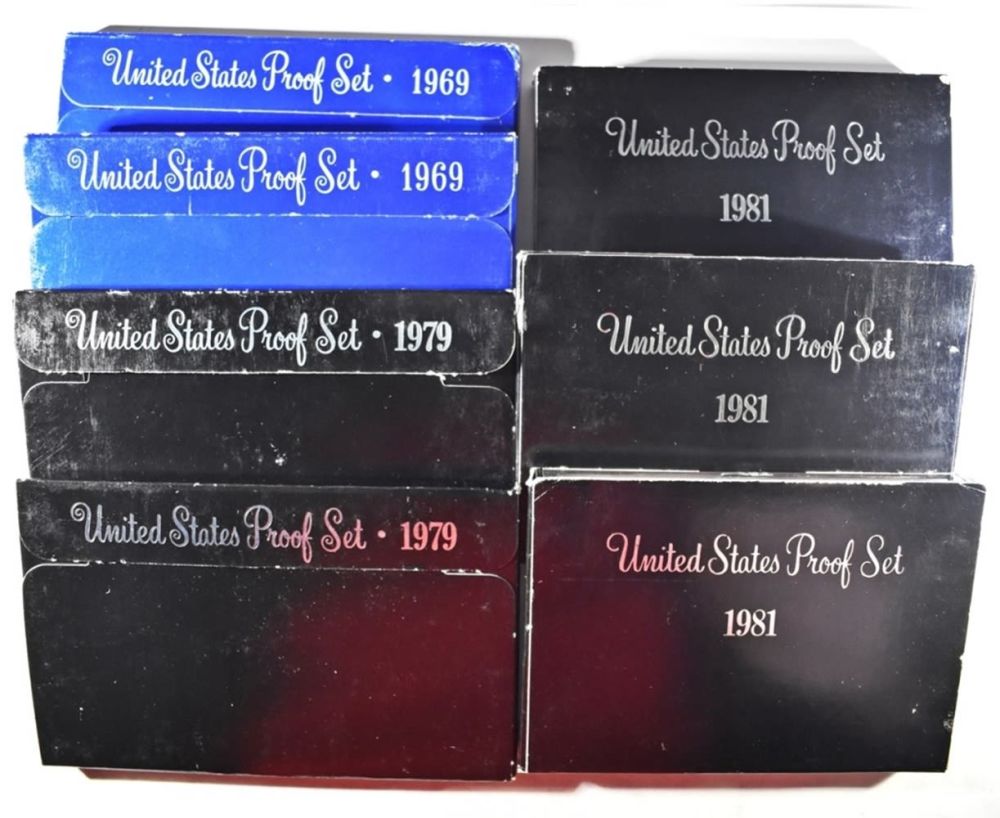 United States Proof Set • 1969
United States Proof Set • 1969
United States Proof Set • 1979
United States Proof Set • 1979
United States Proof Set
1981
United States Proof Set
1981
United States Proof Set
1981